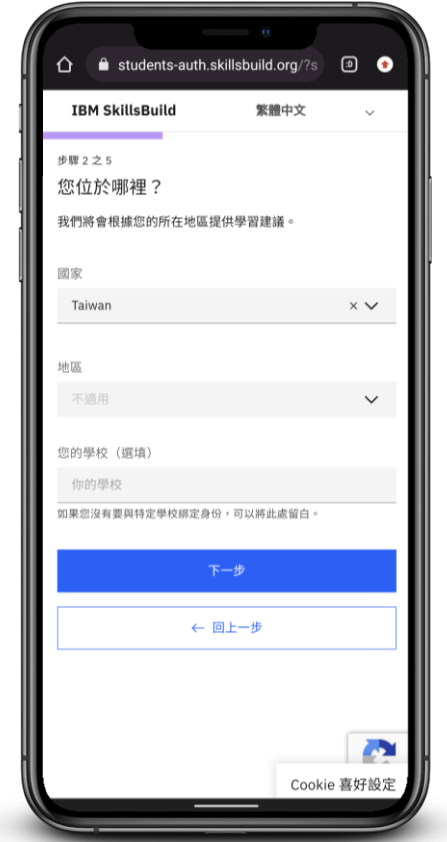 students-auth.skillsbuild.org/?s
:D
IBM SkillsBuild
繁體中文
步驟 2 之 5
您位於哪裡？
我們將會根據您的所在地區提供學習建議。
國家
Taiwan
地區
不適用
您的學校（選填）
你的學校
如果您沒有要與特定學校綁定身份，可以將此處留白。
下一步
← 回上一步
Cookie 喜好設定